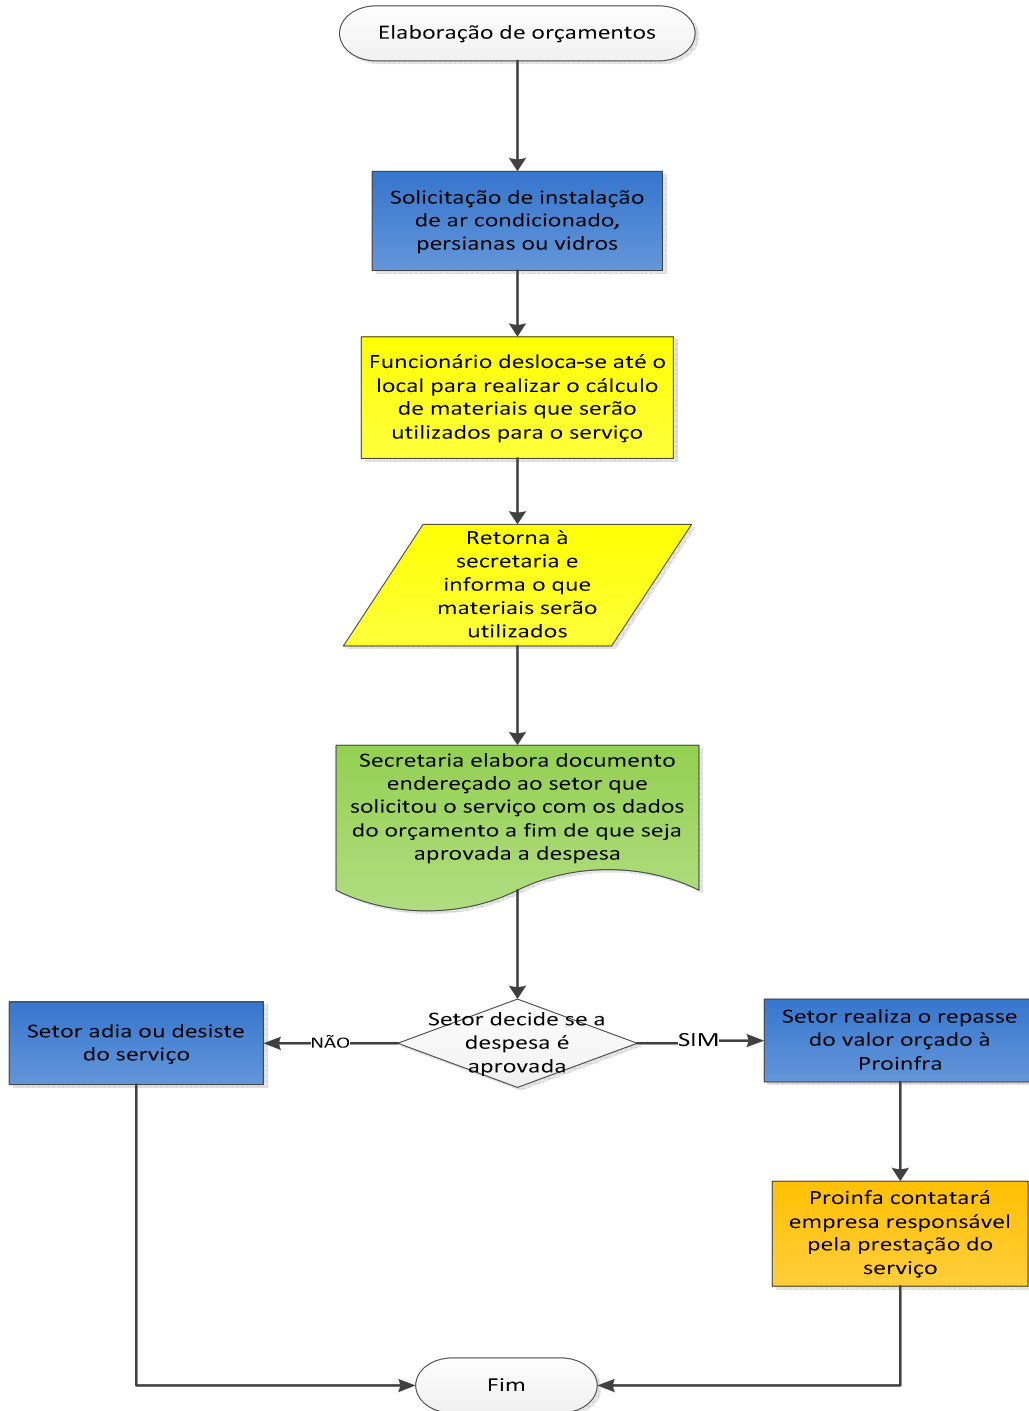 Elaboração de orçamentos
Solicitação de instalação
de ar condicionado,
persianas ou vidros
Funcionário desloca-se até o
local para realizar o cálculo
de materiais que serão
utilizados para o serviço
Retorna à
secretaria e
informa o que
materiais serão
utilizados
Secretaria elabora documento
endereçado ao setor que
solicitou o serviço com os dados
do orçamento a fim de que seja
aprovada a despesa
Setor decide se a
despesa é
aprovada
NÃO
SIM
Setor adia ou desiste
do serviço
Setor realiza o repasse
do valor orçado à
Proinfra
Proinfa contatará
empresa responsável
pela prestação do
serviço
Fim